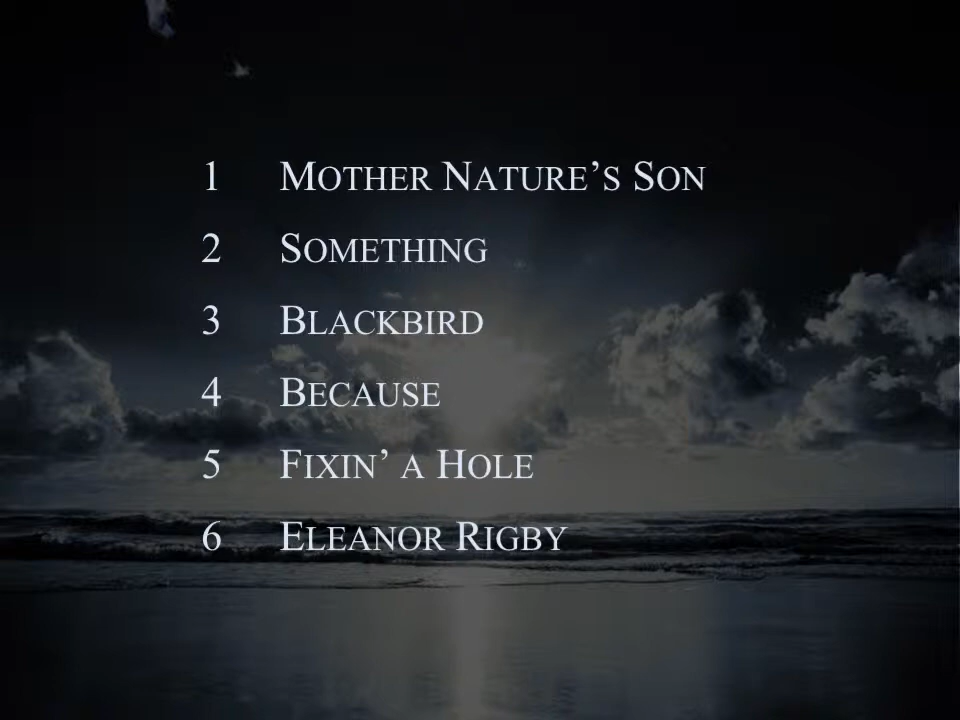 1 Mother Nature’s Son
2 Something
3 Blackbird
4 Because
5 Fixin’ a Hole
6 Eleanor Rigby